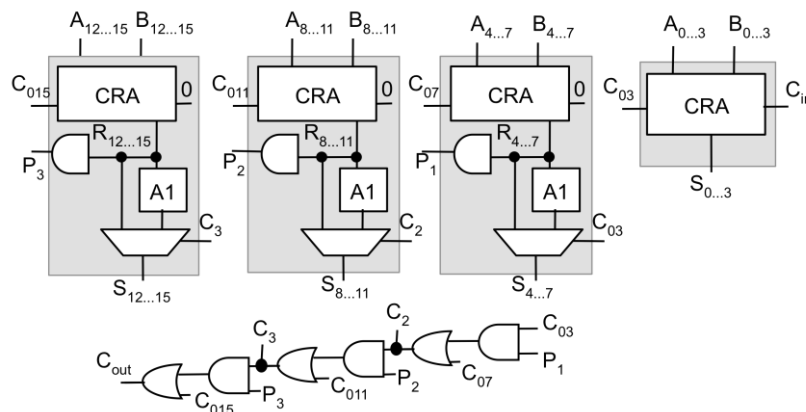 A12...15 B12...15 A8...11 B8...11 A4...7 B4...7 A0...3 B0...3
C015 CRA 0 C011 CRA 0 C07 CRA 0 C03 CRA Cin
R12...15 R8...11 R4...7
P3 P2 P1
S0...3
A1 A1 A1
C3 C2 C03
S12...15 S8...11 S4...7
C3 C2 C03
Cout
C015 P3 C011 P2 C07 P1